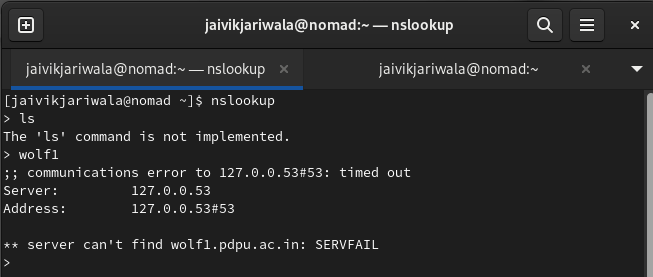 jaivikjariwala@nomad:~ — nslookup
jaivikjariwala@nomad:~ — nslookup
jaivikjariwala@nomad:~
[jaivikjariwala@nomad ~]$ nslookup
> ls
The 'ls' command is not implemented.
> wolf1
;; communications error to 127.0.0.53#53: timed out
Server:         127.0.0.53
Address:        127.0.0.53#53

** server can't find wolf1.pdpu.ac.in: SERVFAIL
>